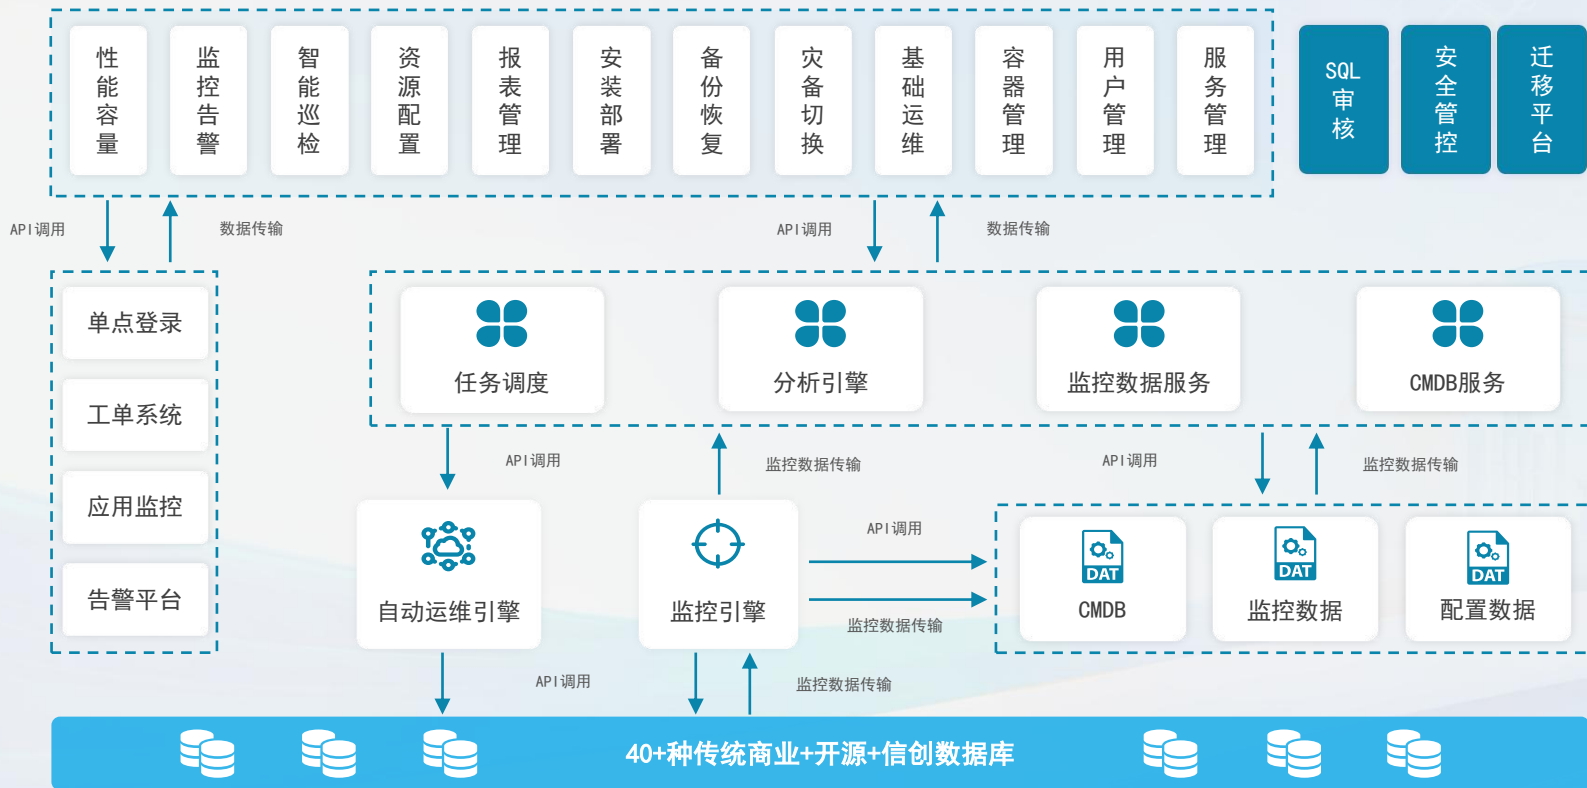 性能容量
监控告警
智能巡检
资源配置
报表管理
安装部署
备份恢复
灾备切换
基础运维
容器管理
用户管理
服务管理
SQL审核
安全管控
迁移平台
API调用
数据传输
API调用
数据传输
单点登录
工单系统
应用监控
告警平台
任务调度
分析引擎
监控数据服务
CMDB服务
API调用
监控数据传输
API调用
监控数据传输
自动运维引擎
监控引擎
API调用
监控数据传输
DAT
CMDB
DAT
监控数据
DAT
配置数据
API调用
监控数据传输
40+种传统商业+开源+信创数据库